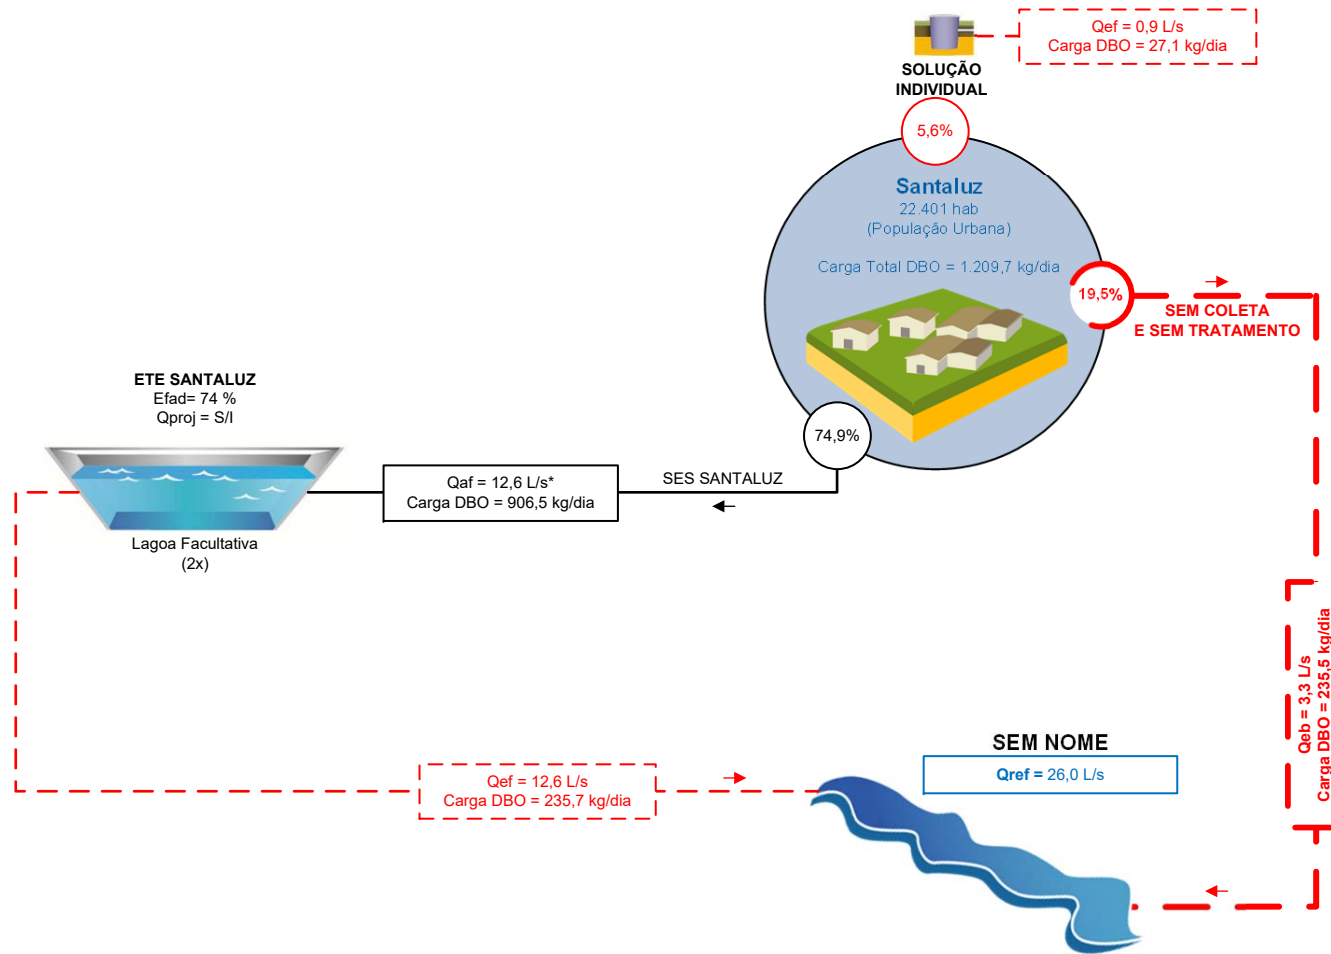 Qef = 0,9 L/s
Carga DBO = 27,1 kg/dia
SOLUÇÃO
INDIVIDUAL
5,6%
Santaluz
22.401 hab
(População Urbana)
Carga Total DBO = 1.209,7 kg/dia
19,5%
SEM COLETA
E SEM TRATAMENTO
ETE SANTALUZ
Efad= 74 %
Qproj = S/I
74,9%
Qaf = 12,6 L/s*
Carga DBO = 906,5 kg/dia
SES SANTALUZ
Lagoa Facultativa
(2x)
Qeb = 3,3 L/s
Carga DBO = 235,5 kg/dia
SEM NOME
Qref = 26,0 L/s
Qef = 12,6 L/s
Carga DBO = 235,7 kg/dia